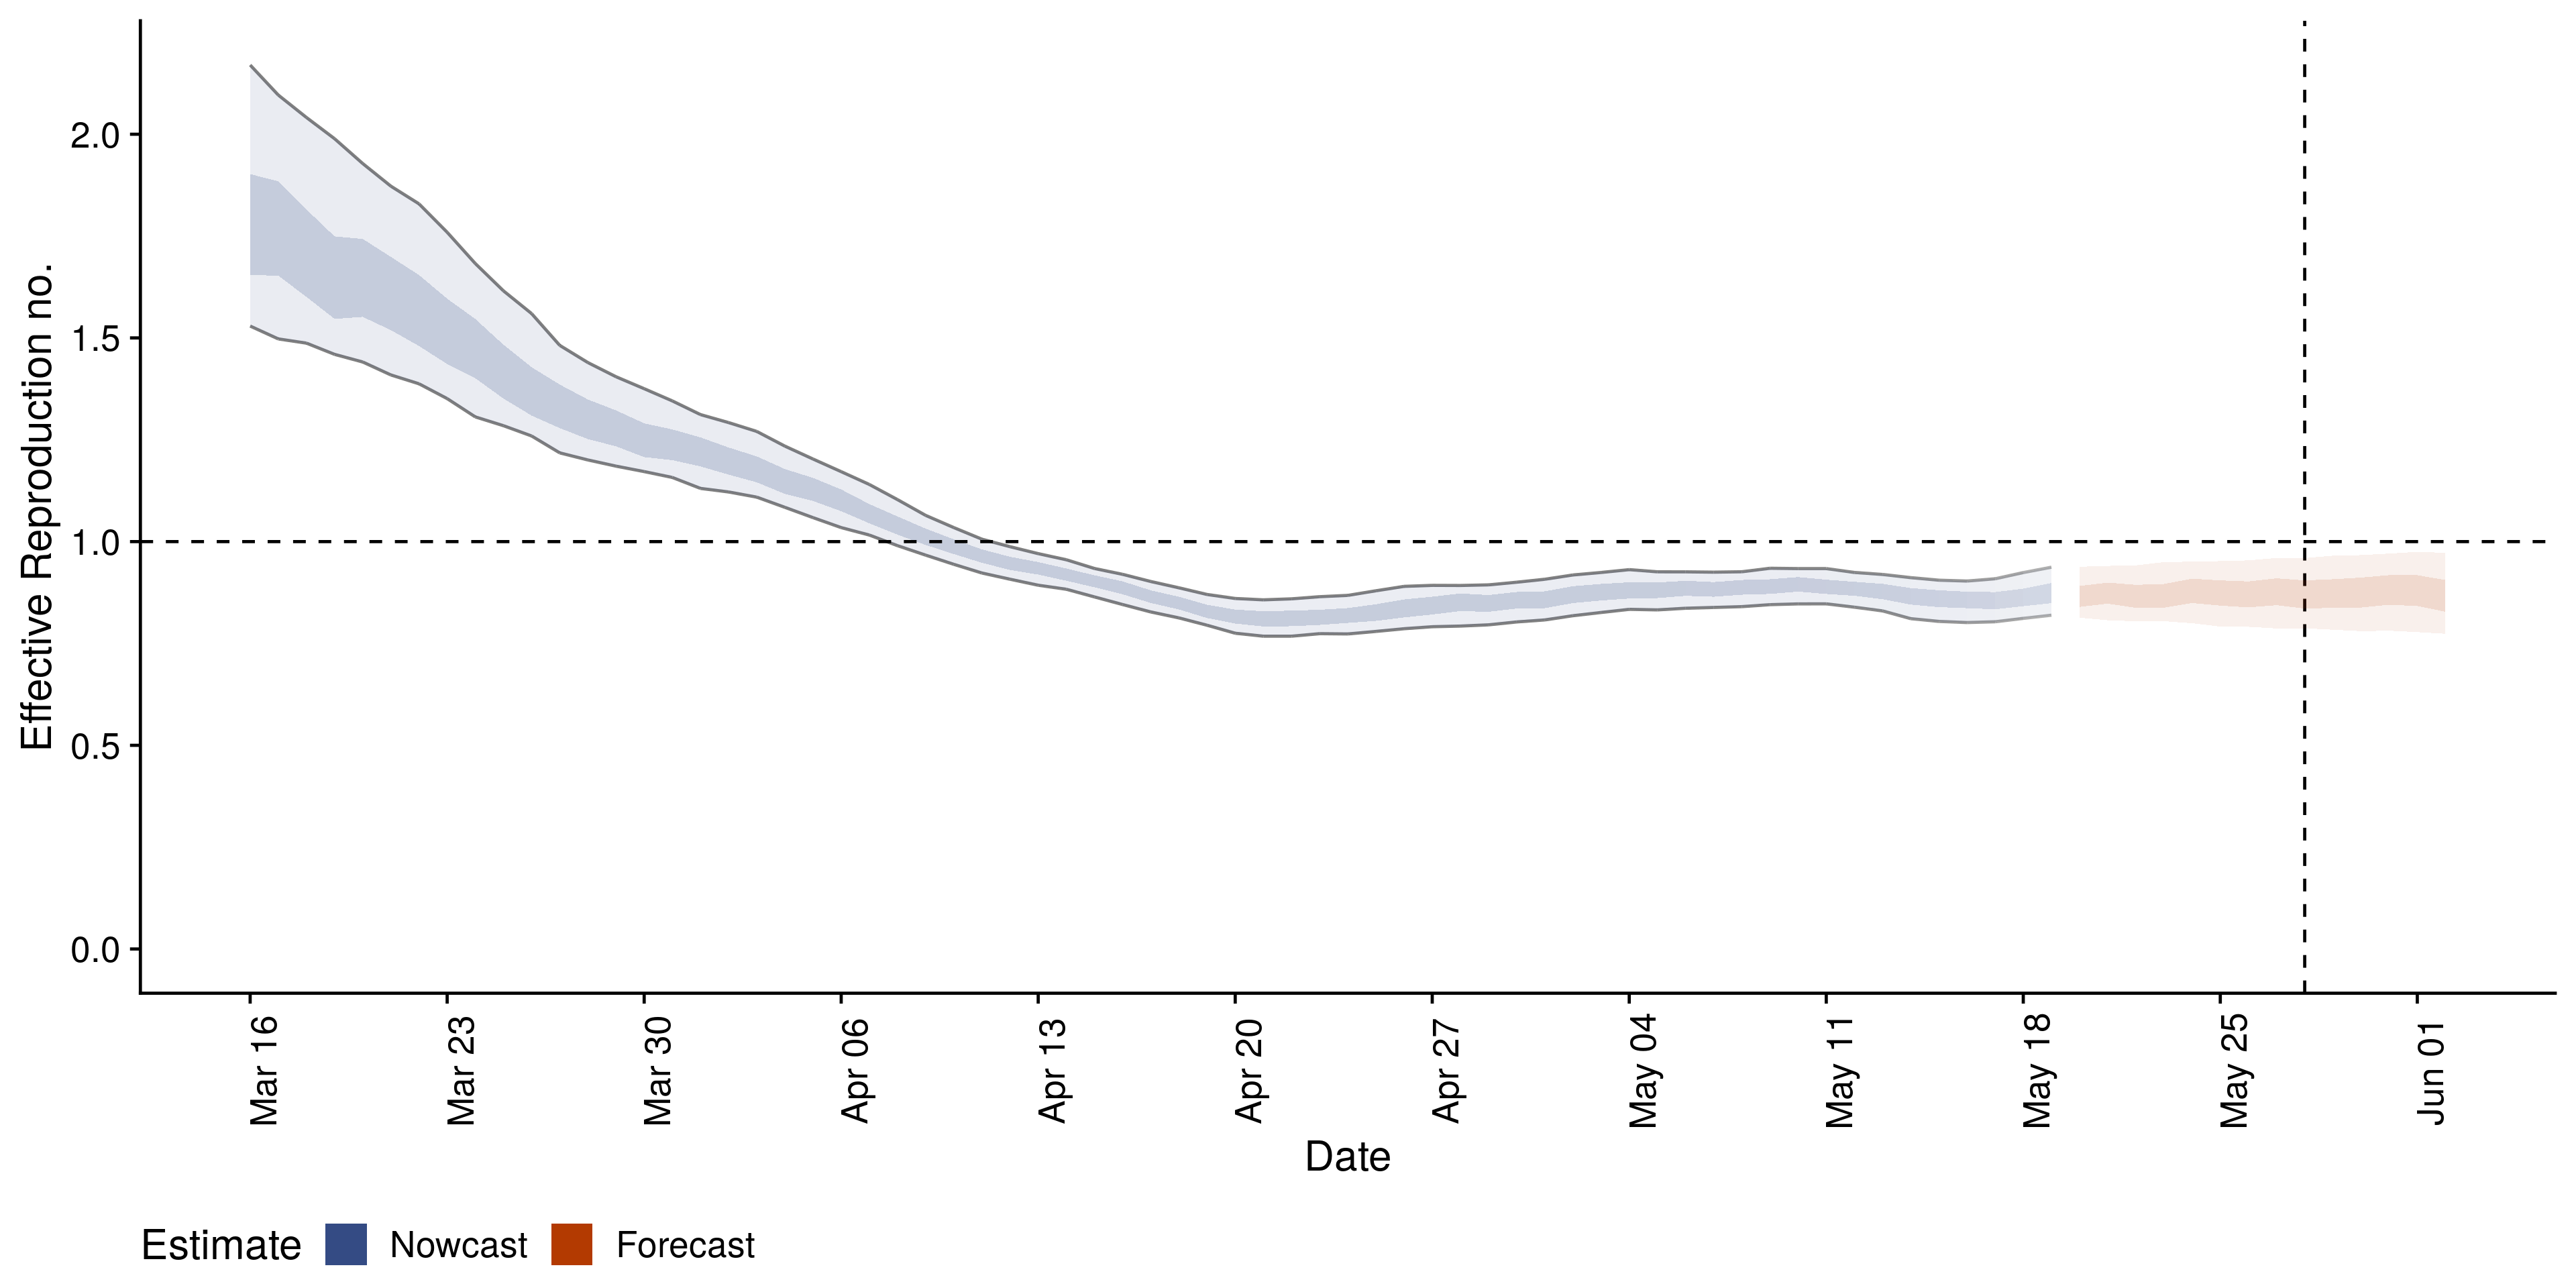 Effective Reproduction no.
2.0
1.5
1.0
0.5
0.0
Mar 16
Mar 23
Mar 30
Apr 06
Apr 13
Apr 20
Apr 27
May 04
May 11
May 18
May 25
Jun 01
Date
Estimate Nowcast Forecast